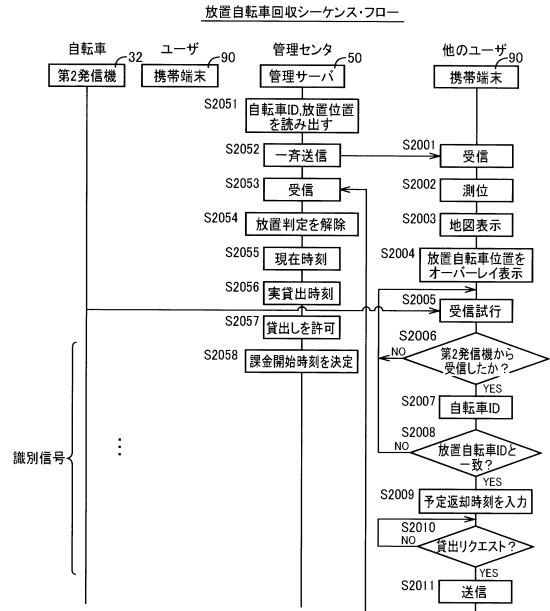 放置自転車回収シーケンス・フロー
自転車
ユーザ
管理センタ
他のユーザ
32
90
50
90
第2発信機
携帯端末
管理サーバ
携帯端末
S2051
自転車ID,放置位置
を読み出す
S2052
一斉送信
S2001
受信
S2053
受信
S2002
測位
S2054
放置判定を解除
S2003
地図表示
S2055
現在時刻
S2004
放置自転車位置を
オーバーレイ表示
S2056
実貸出時刻
S2005
受信試行
S2057
貸出しを許可
S2006
第2発信機から
受信したか？
NO
YES
S2058
課金開始時刻を決定
S2007
自転車ID
S2008
放置自転車IDと
一致？
NO
YES
識別信号
⋮
S2009
予定返却時刻を入力
S2010
貸出リクエスト？
NO
YES
S2011
送信